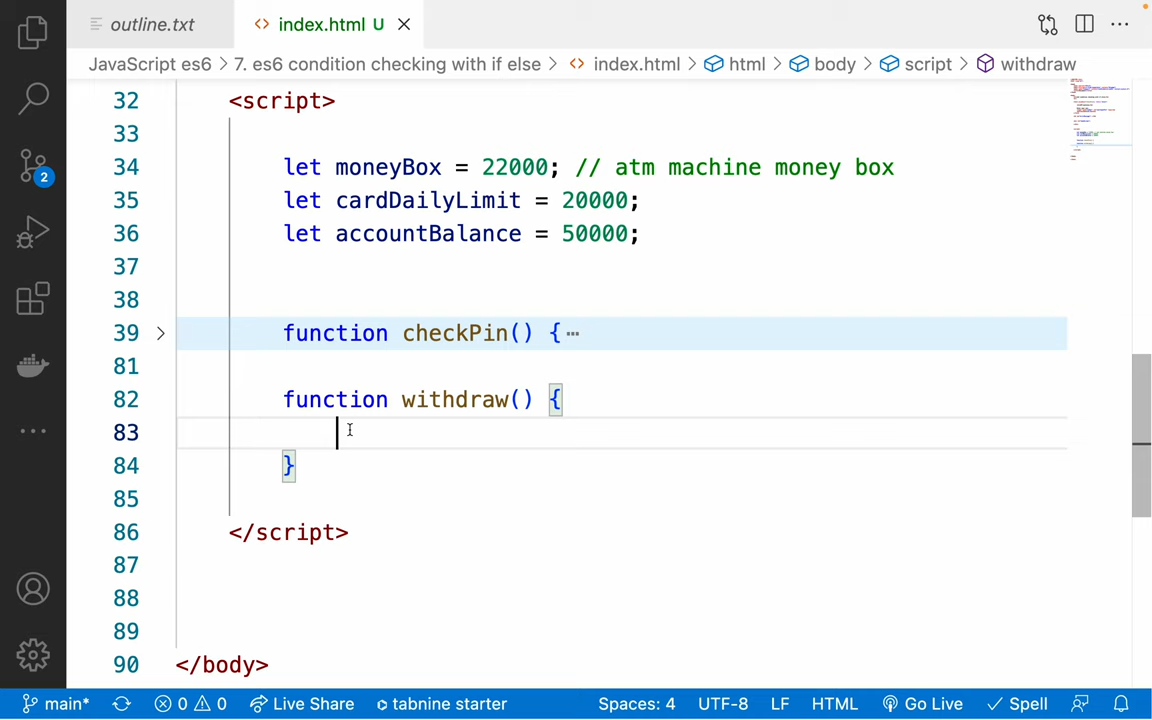 outline.txt
<> index.html U
JavaScript es6 > 7. es6 condition checking with if else > <> index.html > html > body > script > withdraw
32 <script>
33
34 let moneyBox = 22000; // atm machine money box
35 let cardDailyLimit = 20000;
36 let accountBalance = 50000;
37
38
39 function checkPin() {
81
82 function withdraw() {
83
84 }
85
86 </script>
87
88
89
90 </body>
2
main* 0 0 Live Share tabnine starter Spaces: 4 UTF-8 LF HTML Go Live Spell